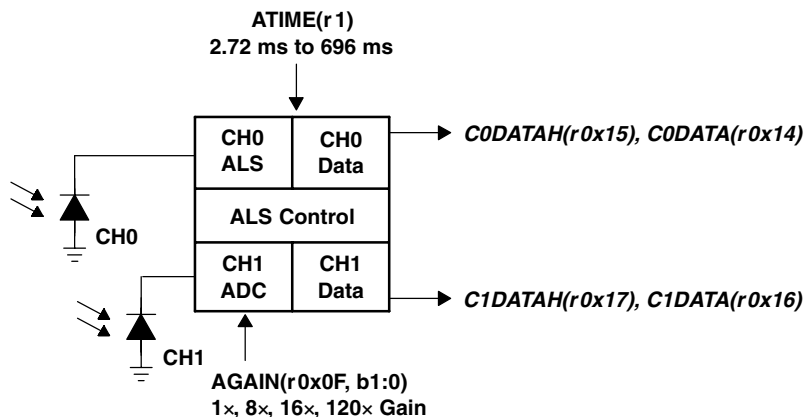 ATIME(r1)
2.72 ms to 696 ms
CH0
ALS
CH0
Data
C0DATAH(r0x15), C0DATA(r0x14)
ALS Control
CH0
CH1
ADC
CH1
Data
C1DATAH(r0x17), C1DATA(r0x16)
CH1
AGAIN(r0x0F, b1:0)
1×, 8×, 16×, 120× Gain